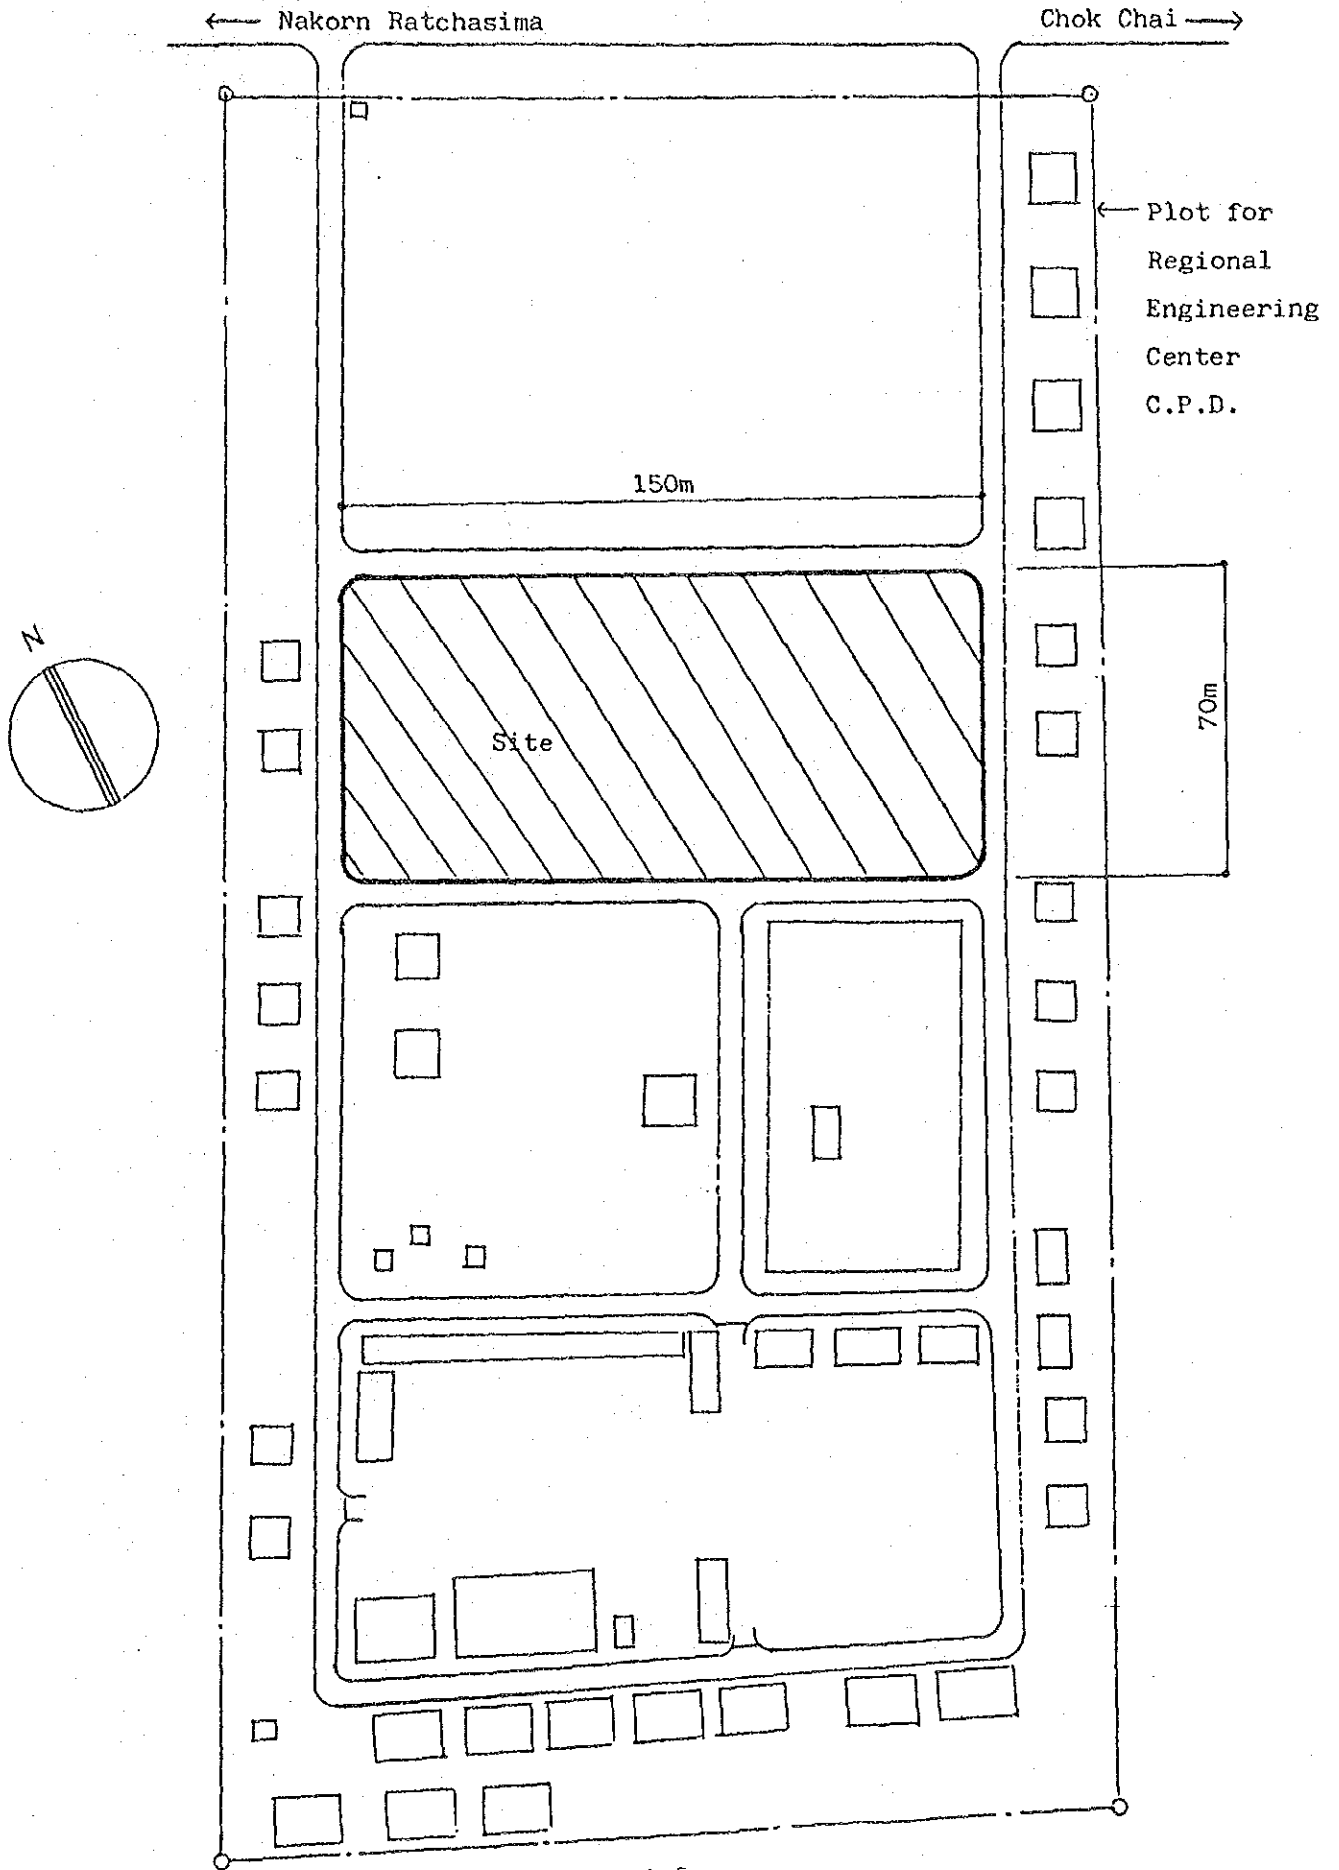 ← Nakorn Ratchasima
Chok Chai →
← Plot for
Regional
Engineering
Center
C.P.D.
150m
N
70m
Site